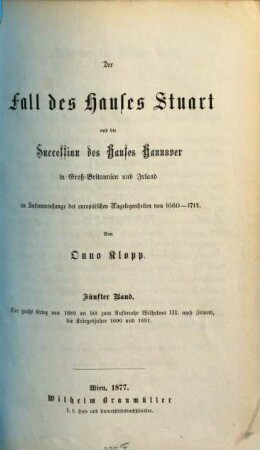 Der
Fall des Hauses Stuart
und die
Succession des Hauses Hannover
in Groß-Britannien und Irland
im Zusammenhange der europäischen Angelegenheiten von 1660—1714.
Von
Onno Klopp.
Fünfter Band.
Der große Krieg von 1689 an bis zum Aufbruche Wilhelms III. nach Irland,
die Kriegsjahre 1690 und 1691.
Wien, 1877.
Wilhelm Braumüller
k. k. Hof- und Universitätsbuchhändler.